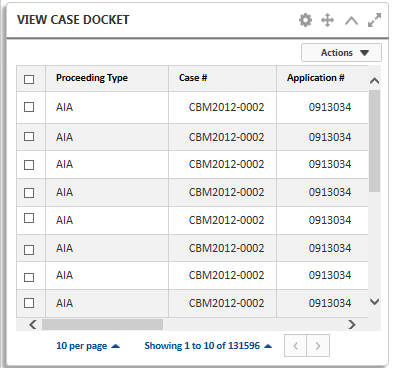 VIEW CASE DOCKET
Actions
Proceeding Type Case # Application #
AIA CBM2012-0002 0913034
AIA CBM2012-0002 0913034
AIA CBM2012-0002 0913034
AIA CBM2012-0002 0913034
AIA CBM2012-0002 0913034
AIA CBM2012-0002 0913034
AIA CBM2012-0002 0913034
AIA CBM2012-0002 0913034
10 per page Showing 1 to 10 of 131596